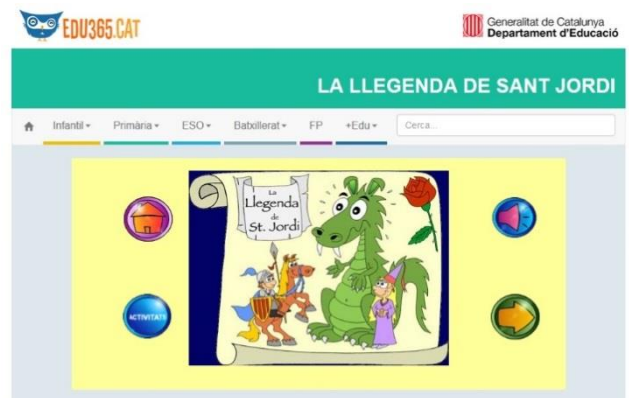 EDU365.CAT
Generalitat de Catalunya
Departament d'Educació
LA LLEGENDA DE SANT JORDI
Infantil Primària ESO Batxillerat FP +Edu Cerca...
La
Llegenda
de
St. Jordi
ACTIVITATS